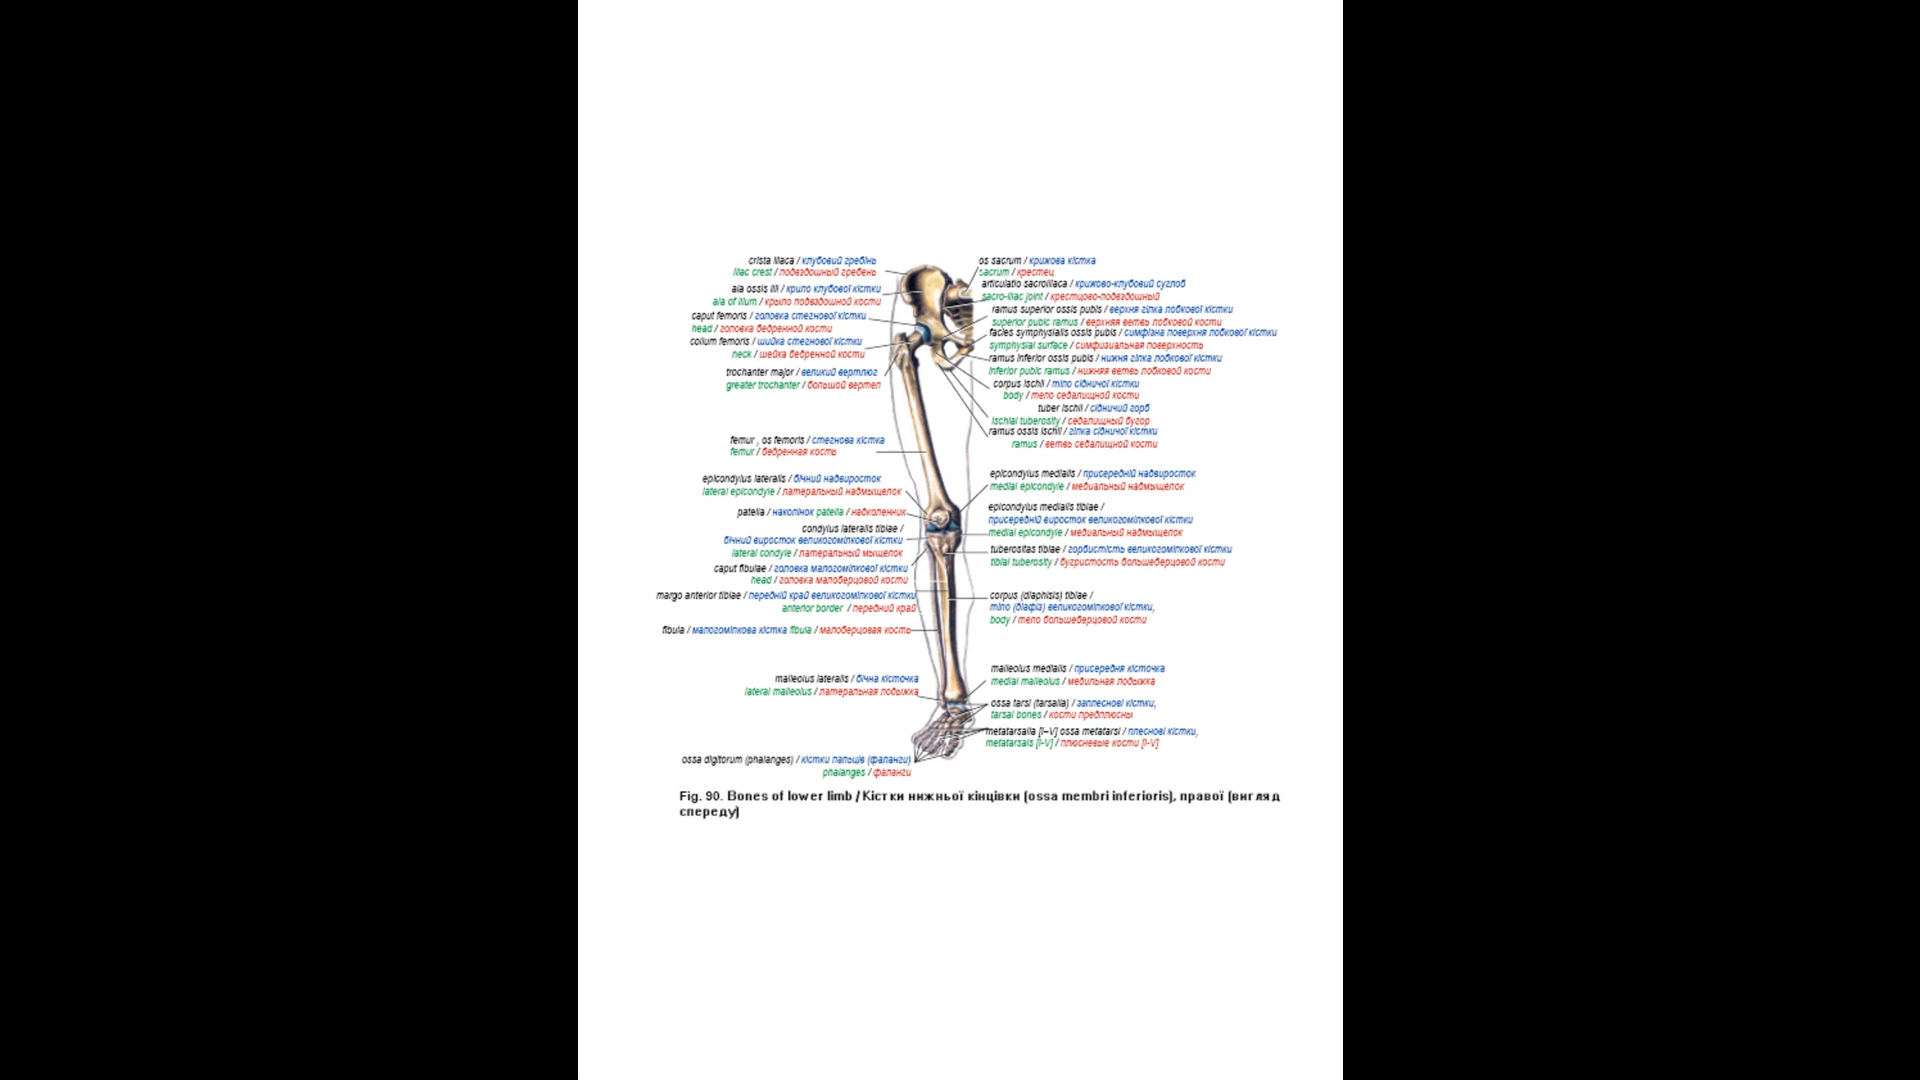 crista iliaca / клубовий гребінь
iliac crest / подвздошный гребень
ala ossis ilii / крило клубової кістки
ala of ilium / крыло подвздошной кости
caput femoris / головка стегнової кістки
head / головка бедренной кости
collum femoris / шийка стегнової кістки
neck / шейка бедренной кости
trochanter major / великий вертлюг
greater trochanter / большой вертел
femur , os femoris / стегнова кістка
femur / бедренная кость
epicondylus lateralis / бічний надвиросток
lateral epicondyle / латеральный надмыщелок
patella / наколінок patella / надколенник
condylus lateralis tibiae /
бічний виросток великогомілкової кістки
lateral condyle / латеральный мыщелок
caput fibulae / головка малогомілкової кістки
head / головка малоберцовой кости
margo anterior tibiae / передній край великогомілкової кістки
anterior border / передний край
fibula / малогомілкова кістка fibula / малоберцовая кость
malleolus lateralis / бічна кісточка
lateral malleolus / латеральная лодыжка
ossa digitorum (phalanges) / кістки пальців (фаланги)
phalanges / фаланги
os sacrum / крижова кістка
sacrum / крестец
articulatio sacroiliaca / крижово-клубовий суглоб
sacro-iliac joint / крестцово-подвздошный
ramus superior ossis pubis / верхня гілка лобкової кістки
superior pubic ramus / верхняя ветвь лобковой кости
facies symphysialis ossis pubis / симфізна поверхня лобкової кістки
symphysial surface / симфизиальная поверхность
ramus inferior ossis pubis / нижня гілка лобкової кістки
inferior pubic ramus / нижняя ветвь лобковой кости
corpus ischii / тіло сідничої кістки
body / тело седалищной кости
tuber ischii / сідничий горб
ischial tuberosity / седалищный бугор
ramus ossis ischii / гілка сідничої кістки
ramus / ветвь седалищной кости
epicondylus medialis / присередній надвиросток
medial epicondyle / медиальный надмыщелок
epicondylus medialis tibiae /
присередній виросток великогомілкової кістки
medial epicondyle / медиальный надмыщелок
tuberositas tibiae / горбистість великогомілкової кістки
tibial tuberosity / бугристость большеберцовой кости
corpus (diaphisis) tibiae /
тіло (діафіз) великогомілкової кістки,
body / тело большеберцовой кости
malleolus medialis / присередня кісточка
medial malleolus / медильная лодыжка
ossa tarsi (tarsalia) / заплеснові кістки,
tarsal bones / кости предплюсны
metatarsalia [I–V] ossa metatarsi / плеснові кістки,
metatarsals [I-V] / плюсневые кости [I-V]
Fig. 90. Bones of lower limb / Кістки нижньої кінцівки (ossa membri inferioris), правої (вигляд
спереду)